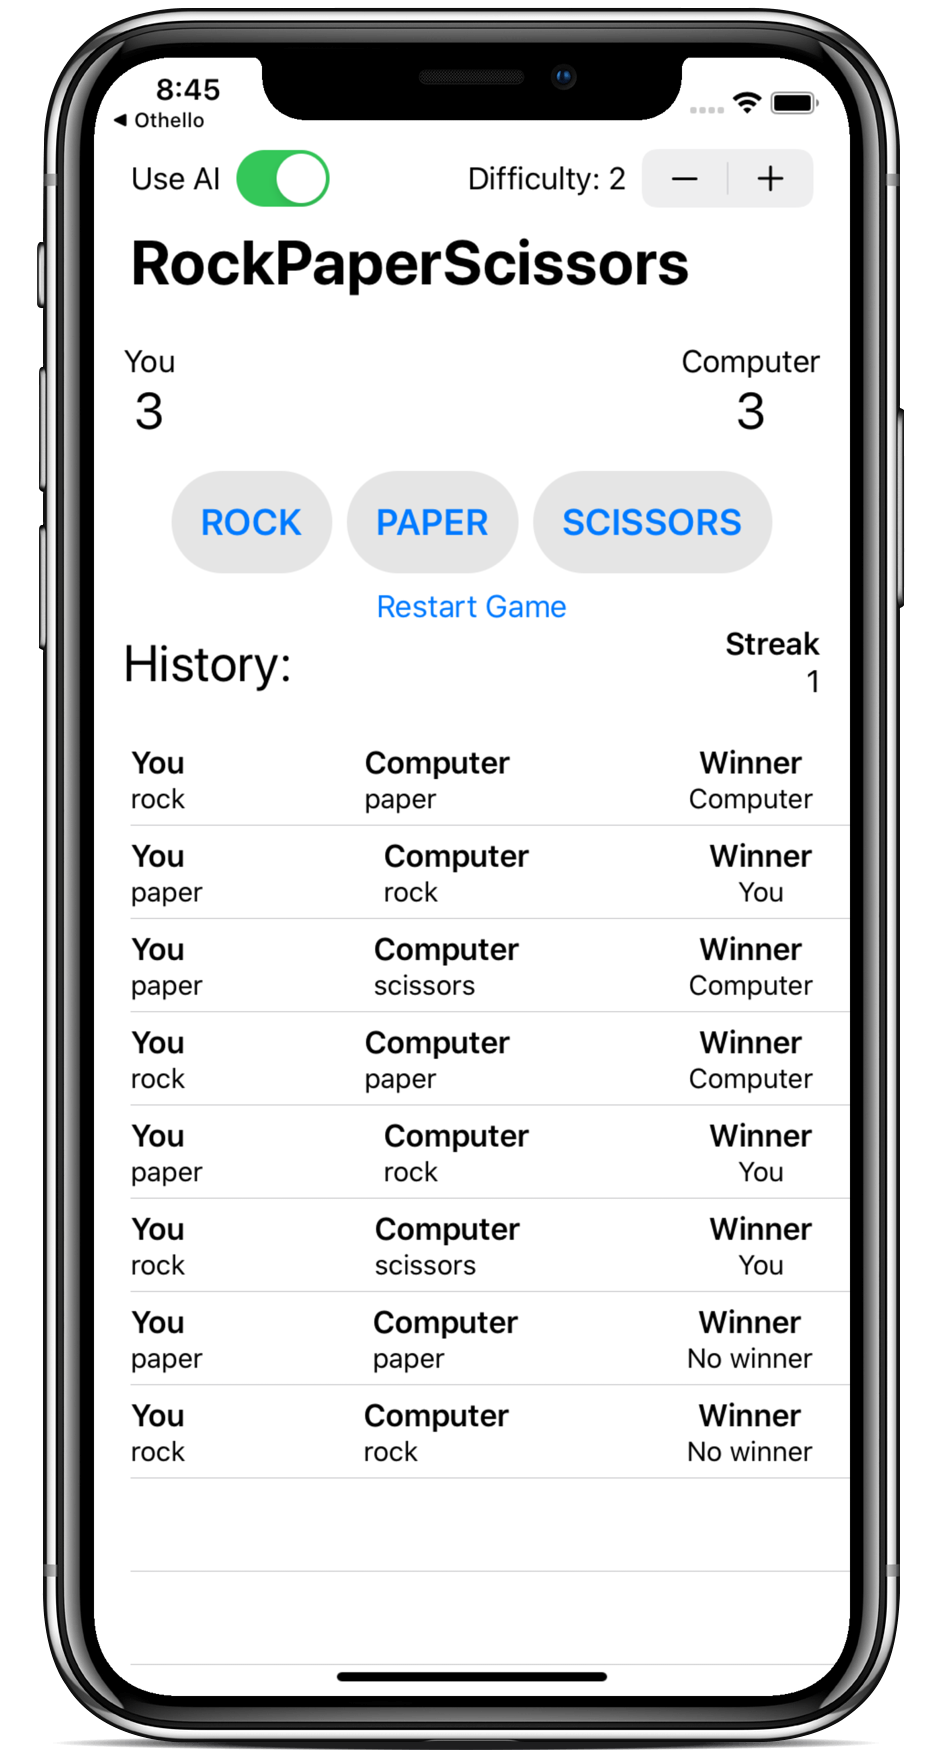 8:45
◀ Othello
Use AI Difficulty: 2 − +
RockPaperScissors
You Computer
3 3
ROCK PAPER SCISSORS
Restart Game
History: Streak
1
You Computer Winner
rock paper Computer
You Computer Winner
paper rock You
You Computer Winner
paper scissors Computer
You Computer Winner
rock paper Computer
You Computer Winner
paper rock You
You Computer Winner
rock scissors You
You Computer Winner
paper paper No winner
You Computer Winner
rock rock No winner